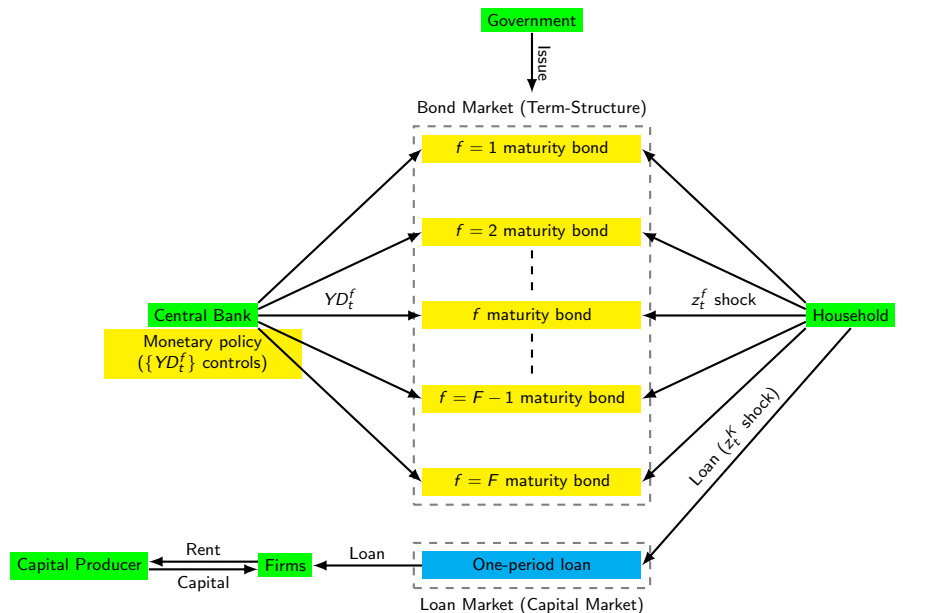 Government
Issue
Bond Market (Term-Structure)
f = 1 maturity bond
f = 2 maturity bond
YD_t^f
z_t^f shock
Central Bank
f maturity bond
Household
Monetary policy
({YD_t^f} controls)
f = F − 1 maturity bond
Loan (z_t^K shock)
f = F maturity bond
Rent
Loan
Capital Producer
Firms
One-period loan
Capital
Loan Market (Capital Market)